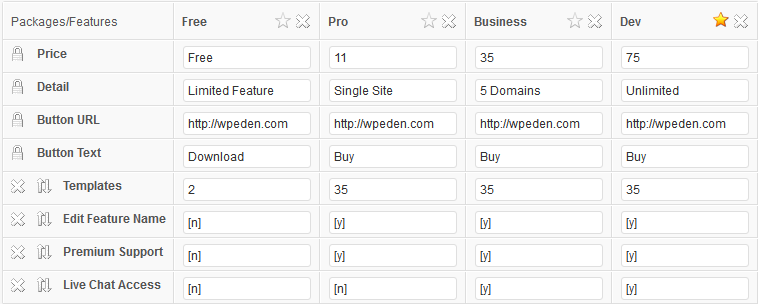 Packages/Features Free Pro Business Dev
Price Free 11 35 75
Detail Limited Feature Single Site 5 Domains Unlimited
Button URL http://wpeden.com http://wpeden.com http://wpeden.com http://wpeden.com
Button Text Download Buy Buy Buy
Templates 2 35 35 35
Edit Feature Name [n] [y] [y] [y]
Premium Support [n] [y] [y] [y]
Live Chat Access [n] [n] [y] [y]